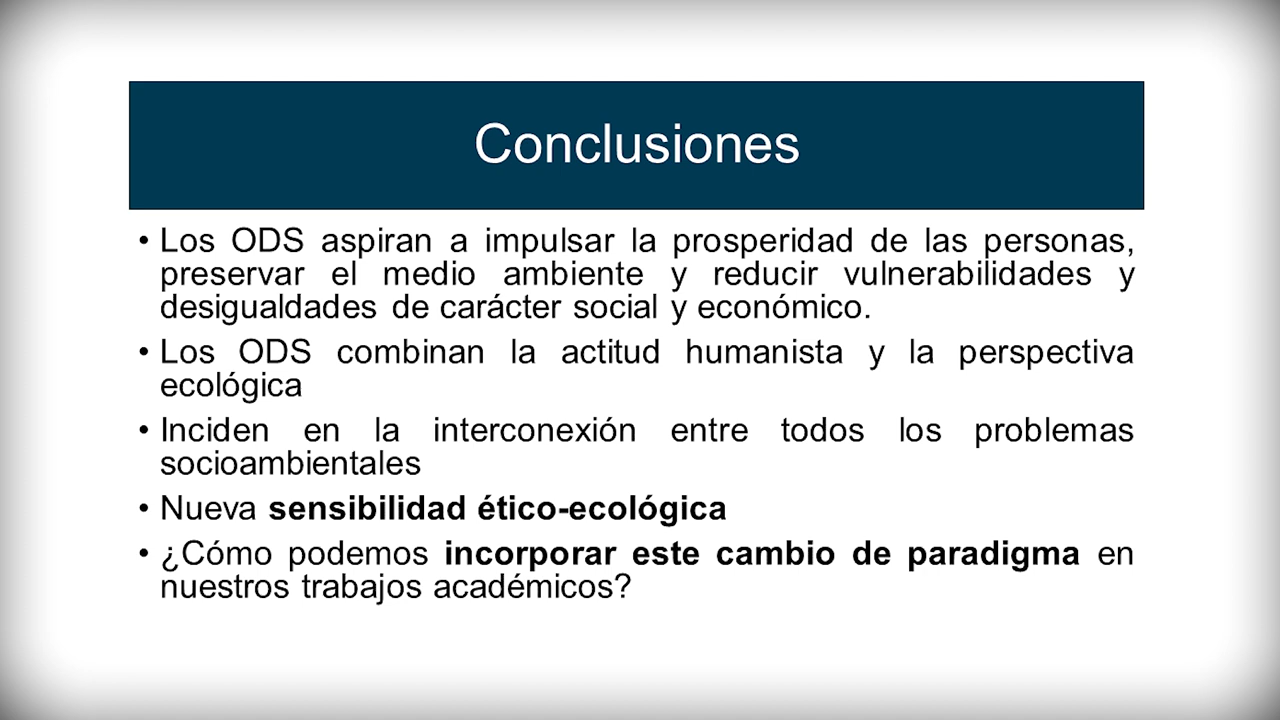 Conclusiones
• Los ODS aspiran a impulsar la prosperidad de las personas,
preservar el medio ambiente y reducir vulnerabilidades y
desigualdades de carácter social y económico.
• Los ODS combinan la actitud humanista y la perspectiva
ecológica
• Inciden en la interconexión entre todos los problemas
socioambientales
• Nueva sensibilidad ético-ecológica
• ¿Cómo podemos incorporar este cambio de paradigma en
nuestros trabajos académicos?